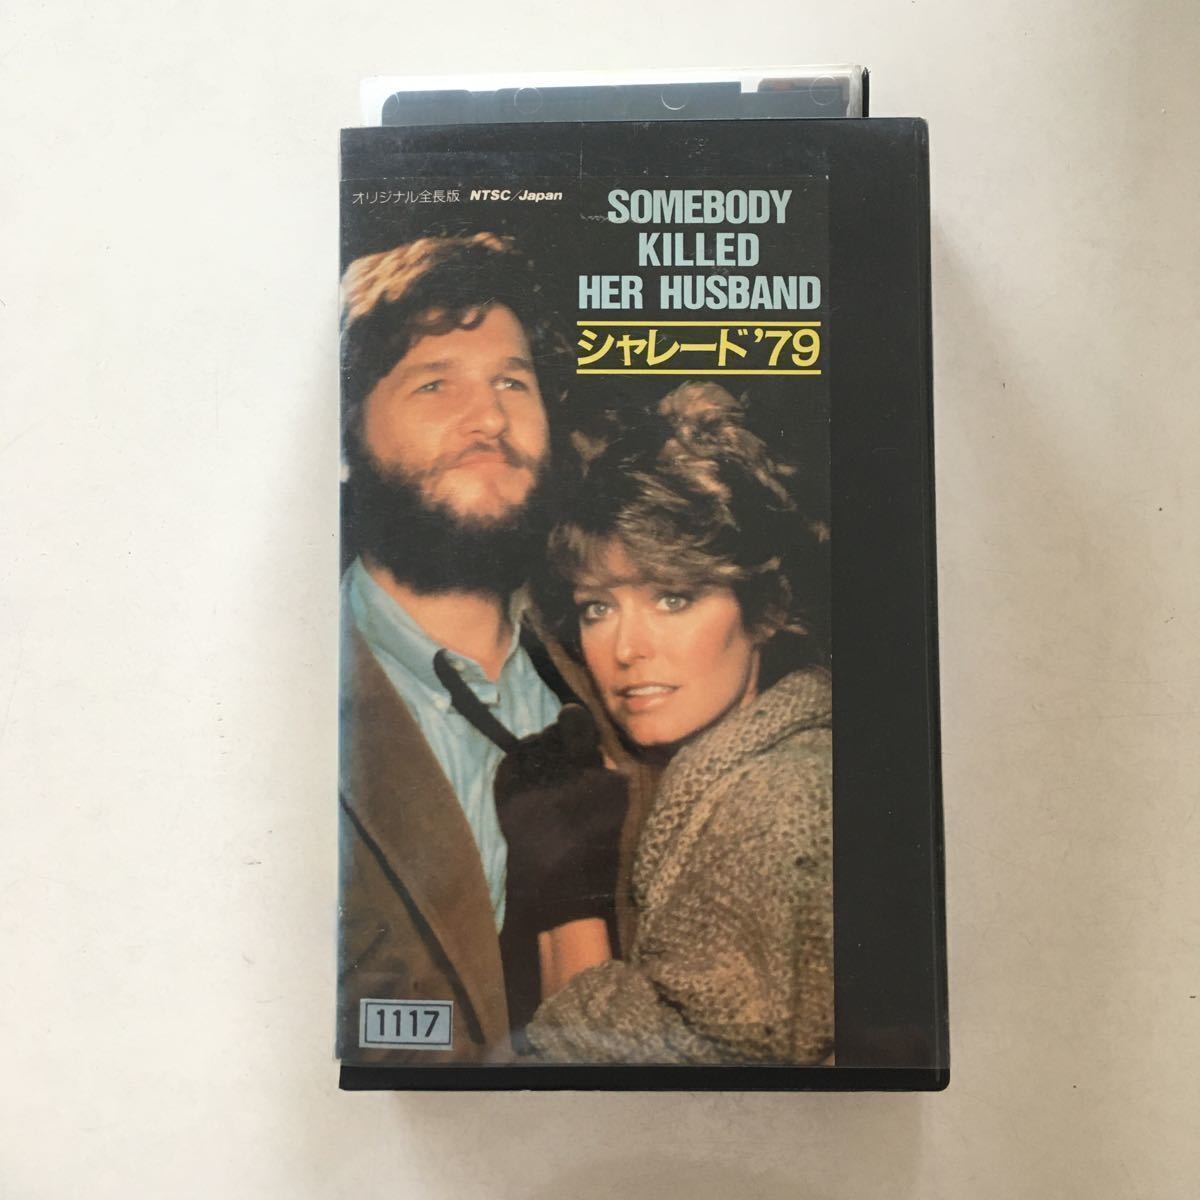 オリジナル全長版 NTSC/Japan
SOMEBODY
KILLED
HER HUSBAND
シャレード'79
1117